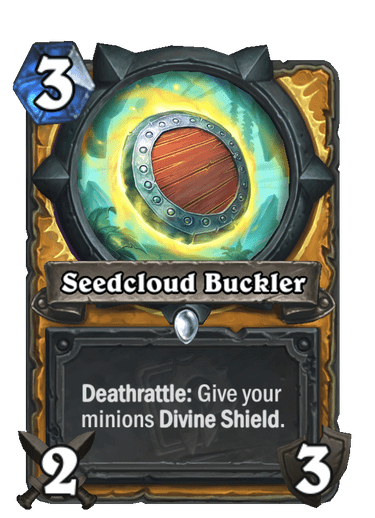 3
Seedcloud Buckler
Deathrattle: Give your
minions Divine Shield.
2
3